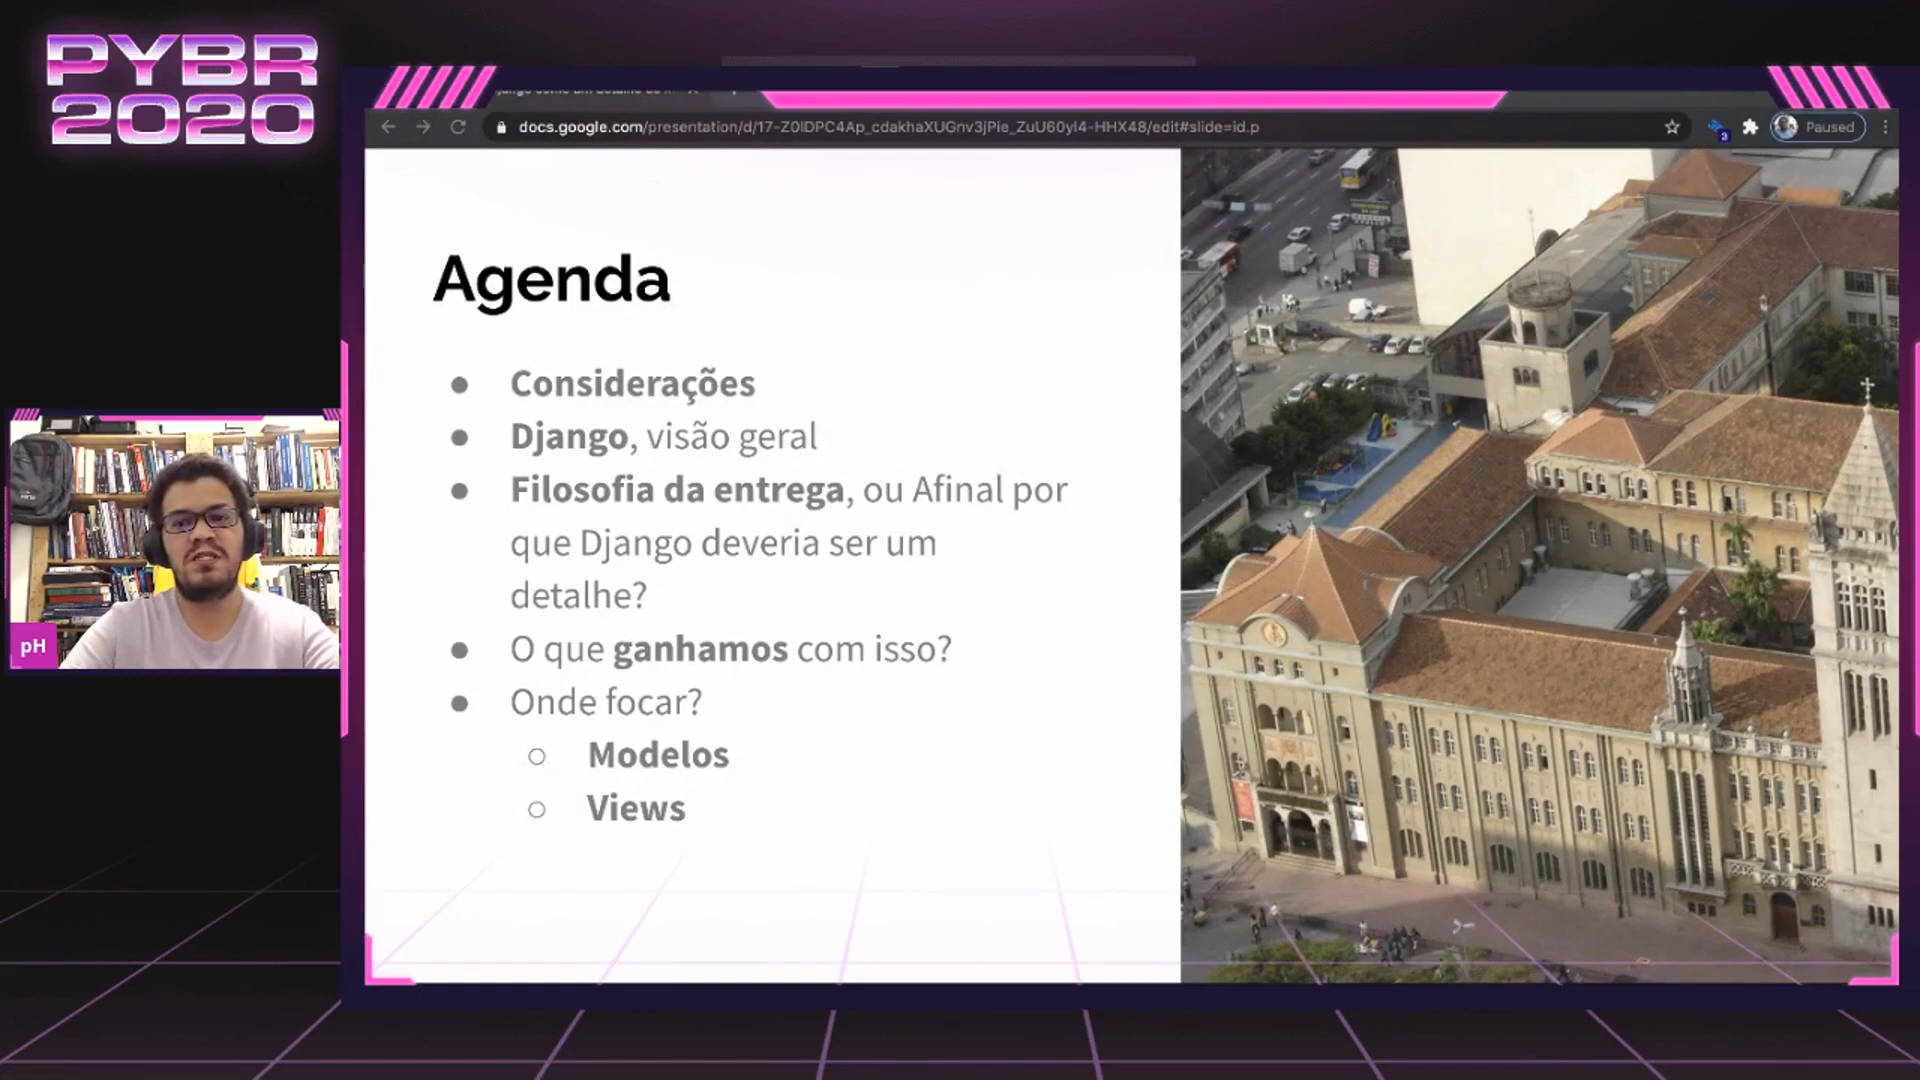 PYBR
2020
docs.google.com/presentation/d/17-Z0lDPC4Ap_cdakhaXUGnv3jPie_ZuU60yI4-HHX48/edit#slide=id.p
3
Paused
Agenda
● Considerações
● Django, visão geral
● Filosofia da entrega, ou Afinal por
que Django deveria ser um
detalhe?
● O que ganhamos com isso?
● Onde focar?
○ Modelos
○ Views
pH